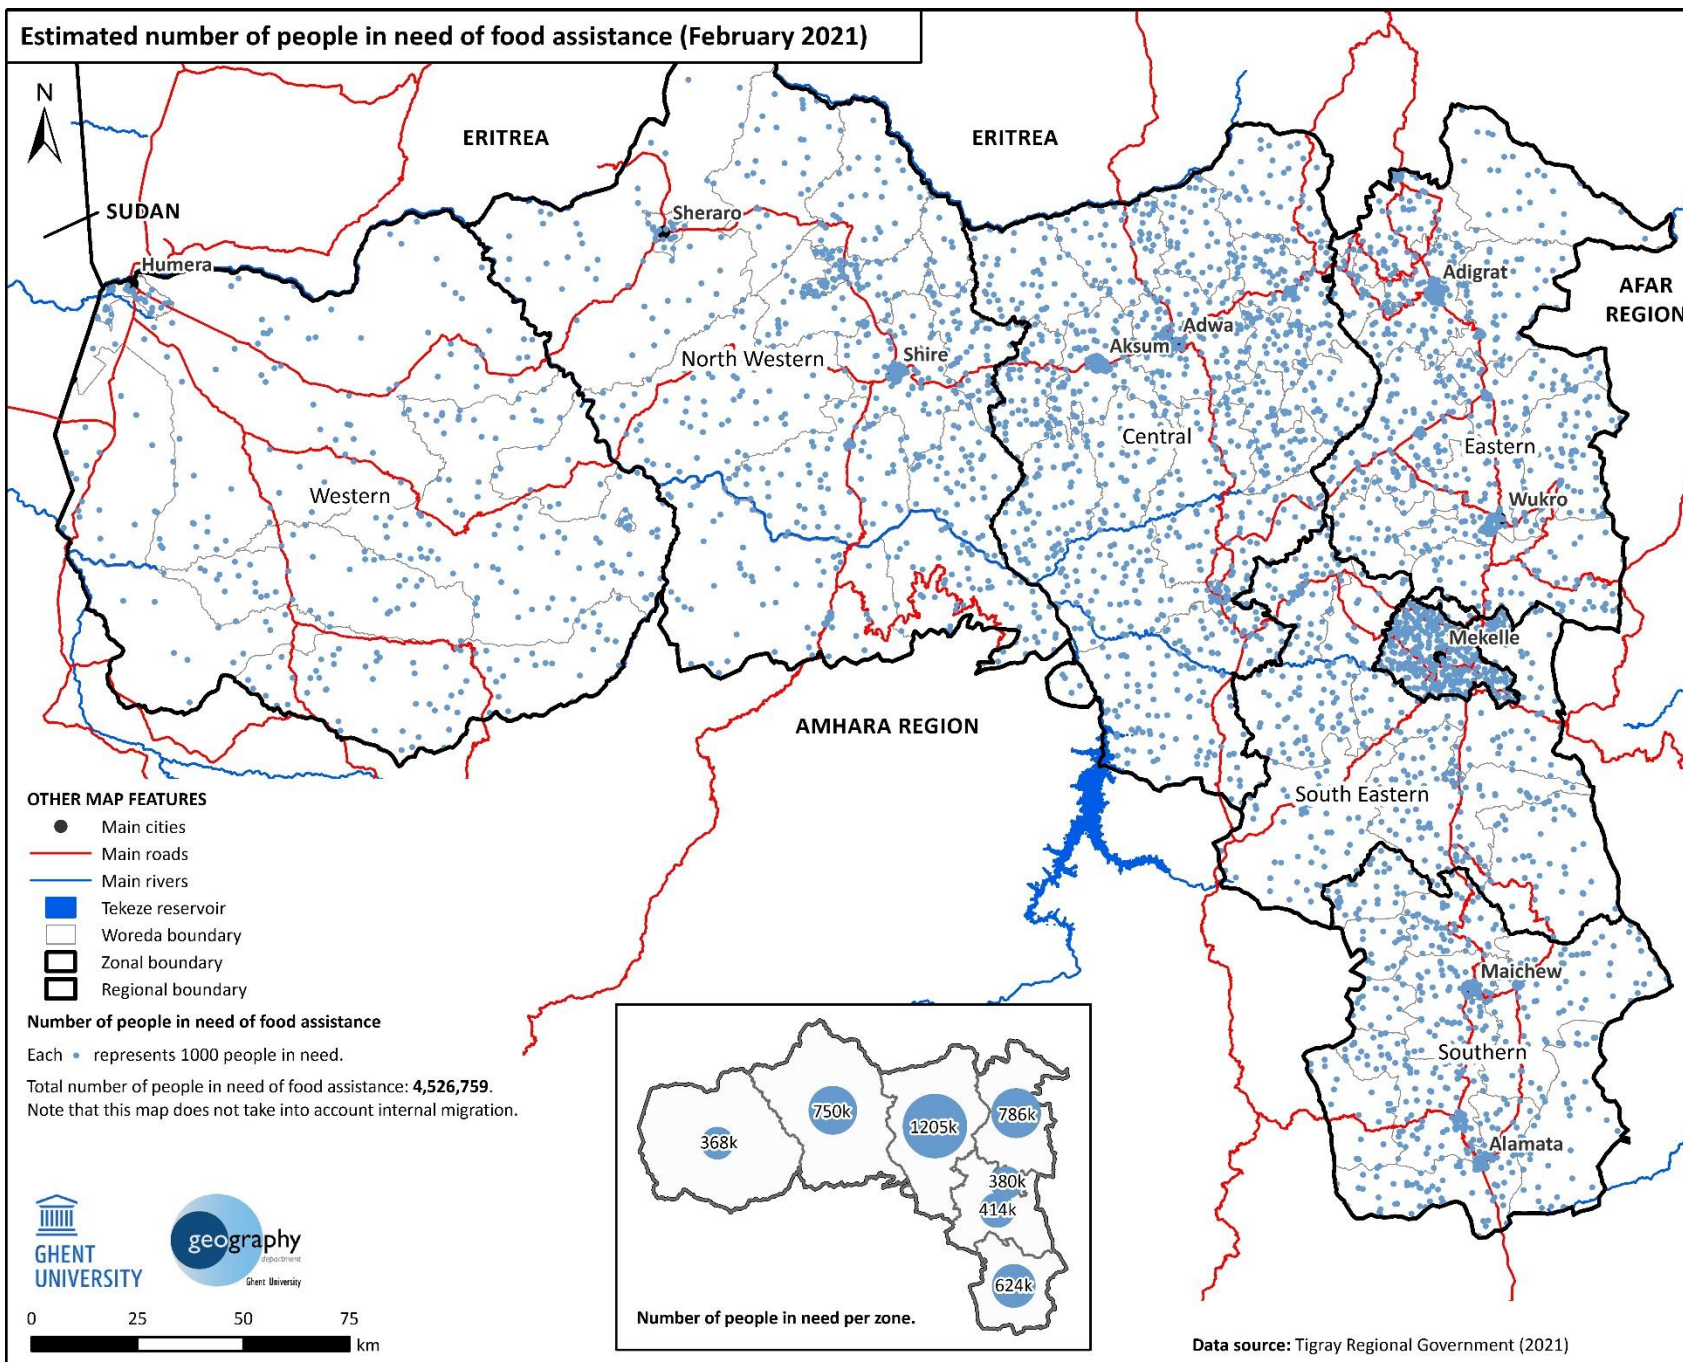 Estimated number of people in need of food assistance (February 2021)
N
ERITREA
ERITREA
SUDAN
Sheraro
Humera
Adigrat
AFAR
REGION
Adwa
Aksum
Shire
North Western
Central
Eastern
Western
Wukro
Mekelle
AMHARA REGION
South Eastern
Maichew
Southern
Alamata
OTHER MAP FEATURES
Main cities
Main roads
Main rivers
Tekeze reservoir
Woreda boundary
Zonal boundary
Regional boundary
Number of people in need of food assistance
Each represents 1000 people in need.
Total number of people in need of food assistance: 4,526,759.
Note that this map does not take into account internal migration.
750k
786k
1205k
368k
380k
414k
624k
Number of people in need per zone.
GHENT
UNIVERSITY
geography
department
Ghent University
0 25 50 75
km
Data source: Tigray Regional Government (2021)